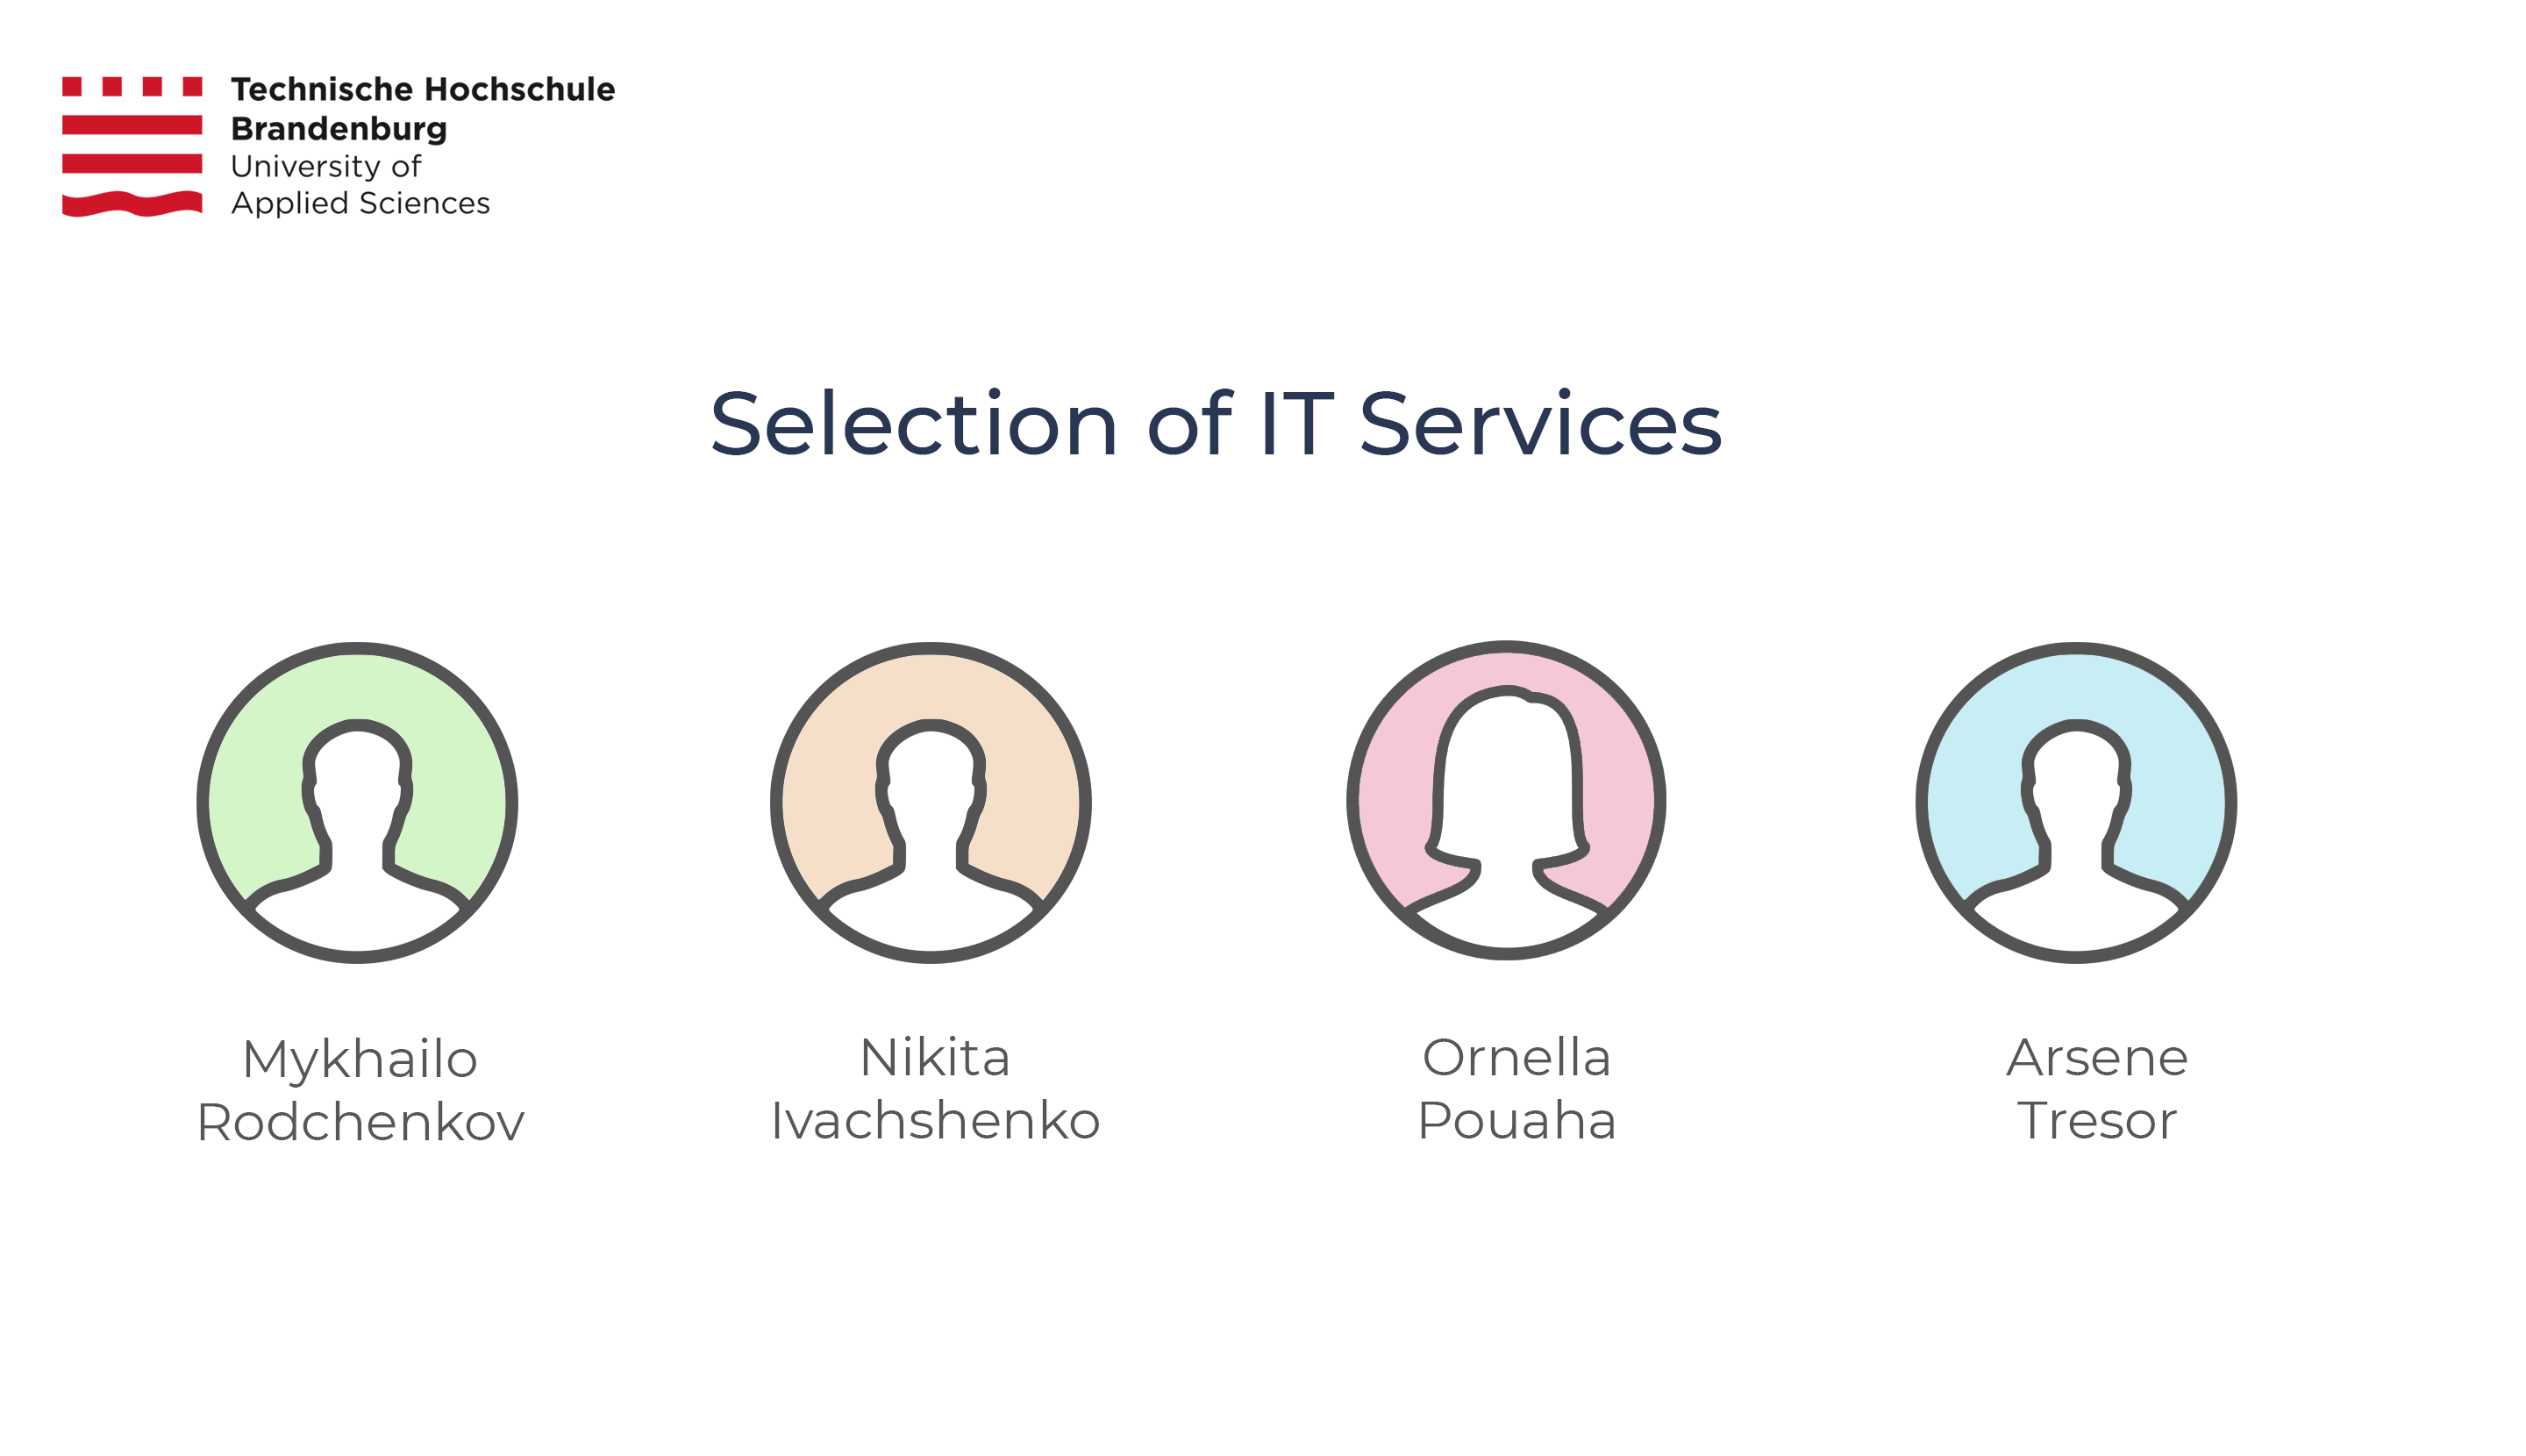 Technische Hochschule
Brandenburg
University of
Applied Sciences
Selection of IT Services
Mykhailo
Rodchenkov
Nikita
Ivachshenko
Ornella
Pouaha
Arsene
Tresor